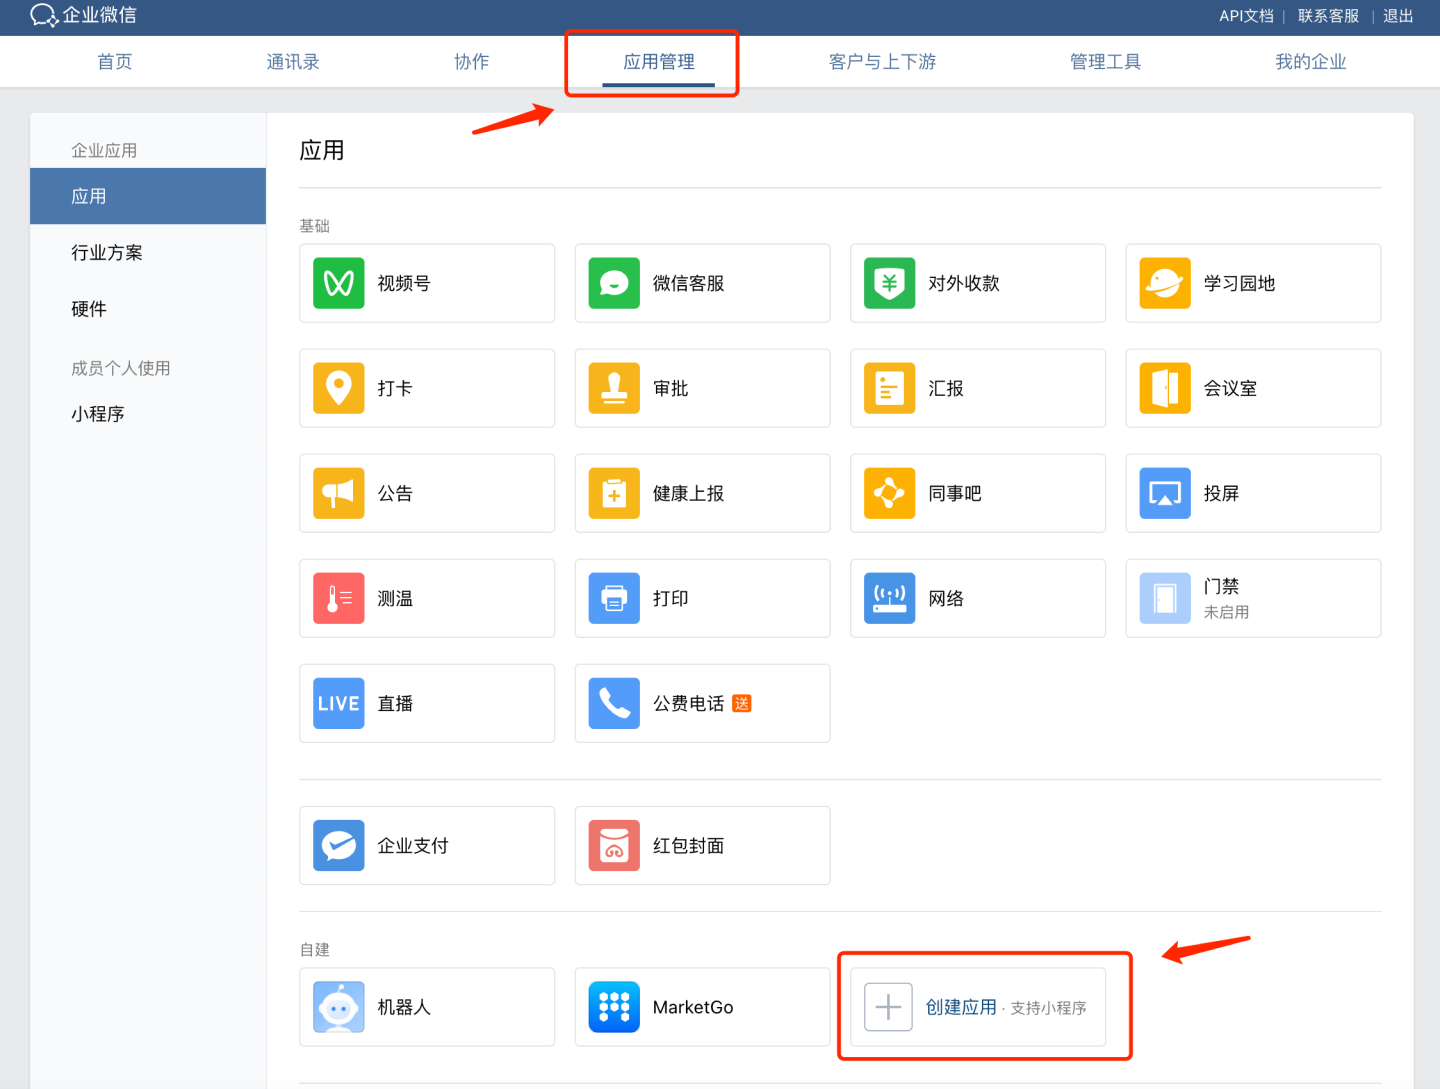 企业微信
API文档 | 联系客服 | 退出
首页 通讯录 协作 应用管理 客户与上下游 管理工具 我的企业
企业应用
应用
行业方案
硬件
成员个人使用
小程序
应用
基础
视频号 微信客服 对外收款 学习园地
打卡 审批 汇报 会议室
公告 健康上报 同事吧 投屏
测温 打印 网络 门禁
未启用
LIVE 直播 公费电话 送
企业支付 红包封面
自建
机器人 MarketGo 创建应用 · 支持小程序